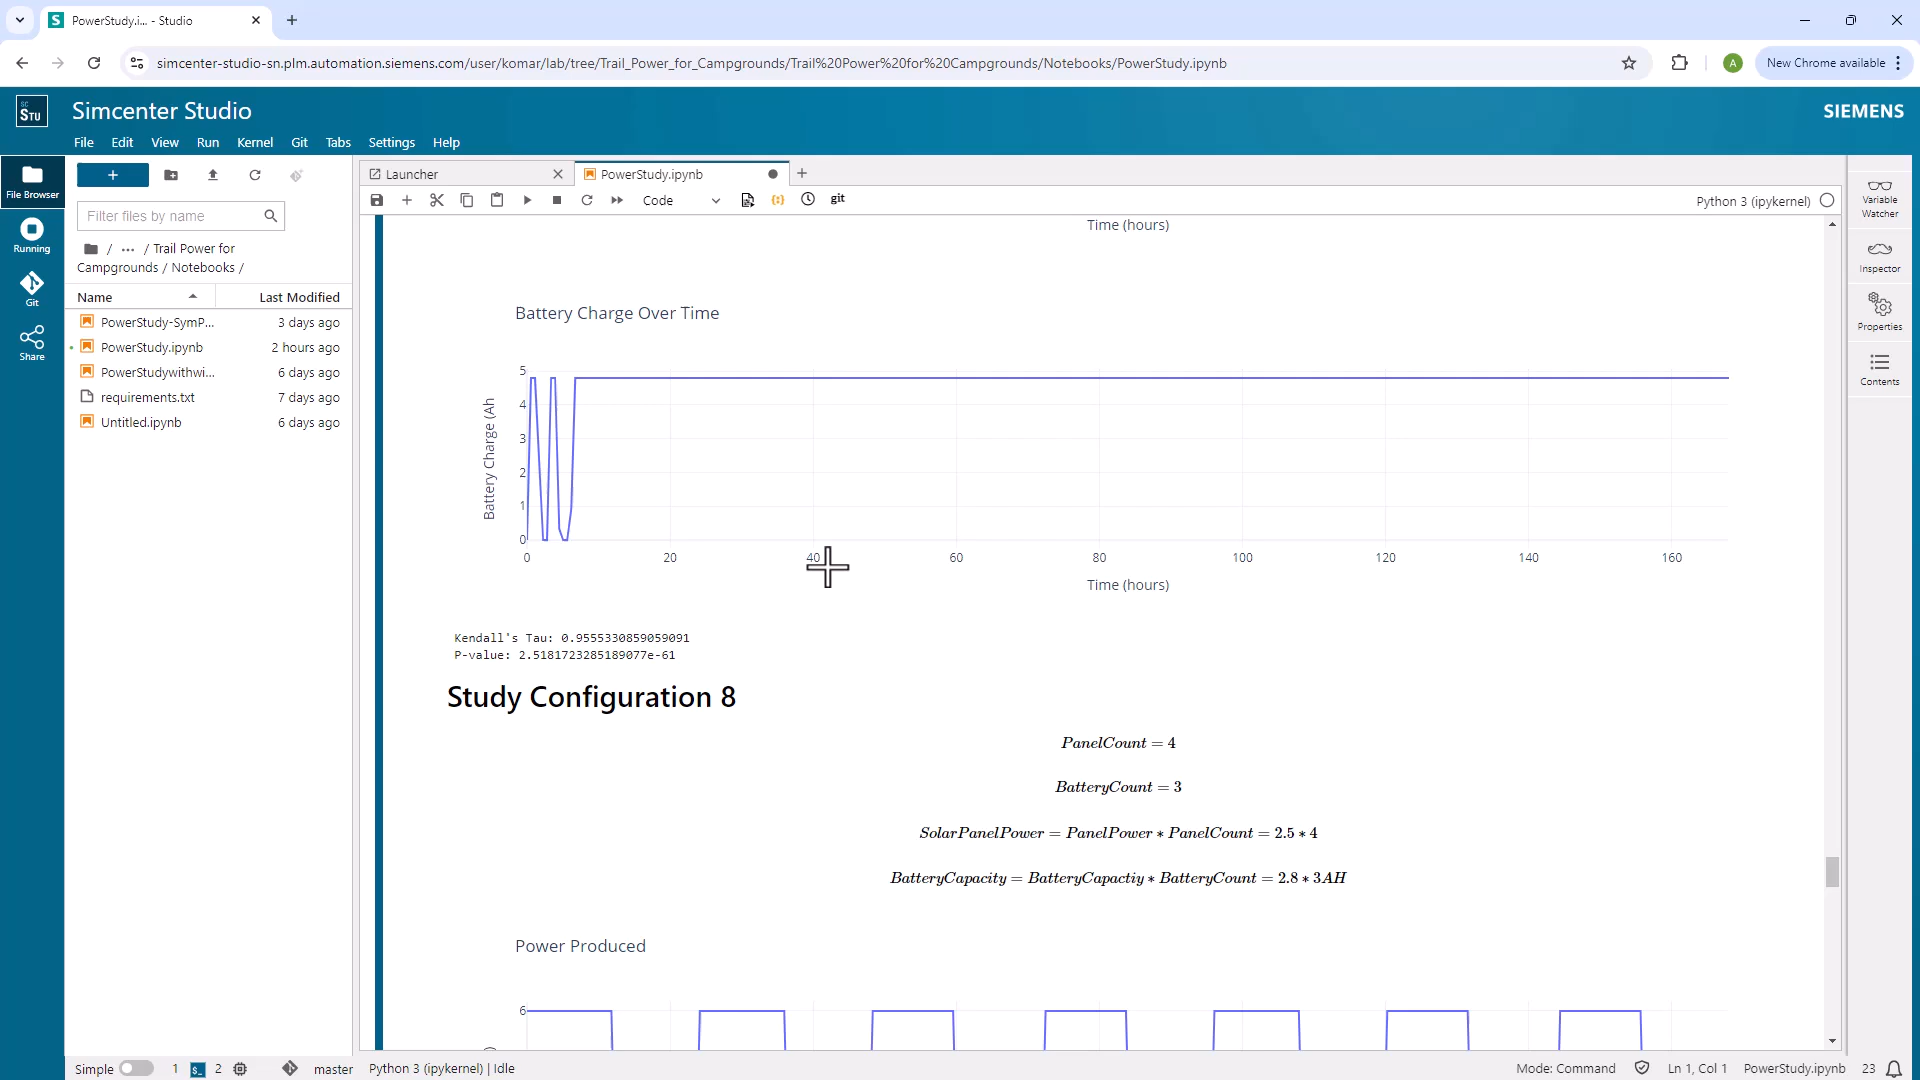 PowerStudy.i... - Studio
simcenter-studio-sn.plm.automation.siemens.com/user/komar/lab/tree/Trail_Power_for_Campgrounds/Trail%20Power%20for%20Campgrounds/Notebooks/PowerStudy.ipynb
A
New Chrome available
SC
STU
Simcenter Studio
SIEMENS
File Edit View Run Kernel Git Tabs Settings Help
File Browser
Running
Git
Share
Filter files by name
/ ··· / Trail Power for
Campgrounds / Notebooks /
Name Last Modified
PowerStudy-SymP... 3 days ago
PowerStudy.ipynb 2 hours ago
PowerStudywithwi... 6 days ago
requirements.txt 7 days ago
Untitled.ipynb 6 days ago
Launcher
PowerStudy.ipynb
Code
git
Python 3 (ipykernel)
Variable
Watcher
Inspector
Properties
Contents
Time (hours)
Battery Charge Over Time
Battery Charge (Ah
5
4
3
2
1
0
0 20 40 60 80 100 120 140 160
Time (hours)
Kendall's Tau: 0.9555330859059091
P-value: 2.5181723285189077e-61
Study Configuration 8
PanelCount = 4
BatteryCount = 3
SolarPanelPower = PanelPower * PanelCount = 2.5 * 4
BatteryCapacity = BatteryCapactiy * BatteryCount = 2.8 * 3AH
Power Produced
6
Simple 1 2 master Python 3 (ipykernel) | Idle
Mode: Command Ln 1, Col 1 PowerStudy.ipynb 23